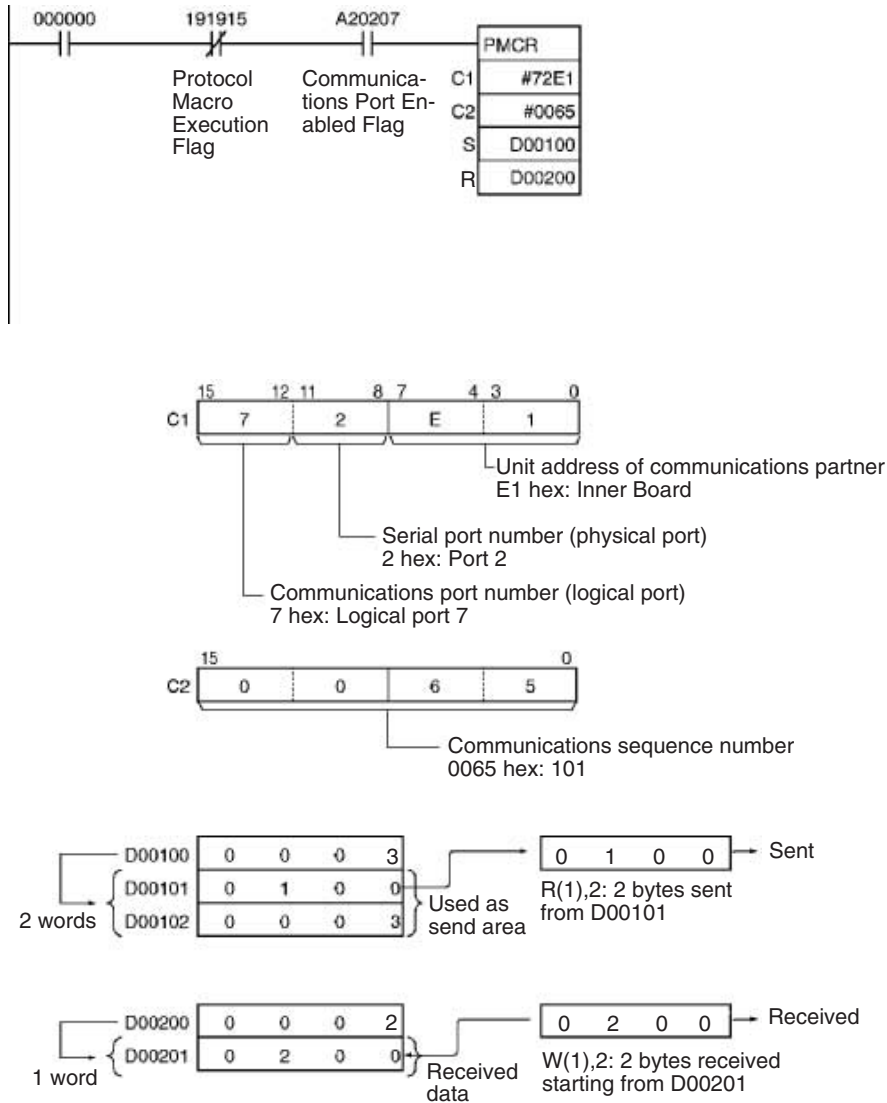 000000 191915 A20207
PMCR
Protocol Macro Execution Flag
Communica-
tions Port En-
abled Flag
C1 #72E1
C2 #0065
S D00100
R D00200
15 12 11 8 7 4 3 0
C1 7 2 E 1
Unit address of communications partner
E1 hex: Inner Board
Serial port number (physical port)
2 hex: Port 2
Communications port number (logical port)
7 hex: Logical port 7
15 0
C2 0 0 6 5
Communications sequence number
0065 hex: 101
D00100 0 0 0 3
D00101 0 1 0 0
D00102 0 0 0 3
2 words
Used as
send area
0 1 0 0 Sent
R(1),2: 2 bytes sent
from D00101
D00200 0 0 0 2
D00201 0 2 0 0
1 word
Received
data
0 2 0 0 Received
W(1),2: 2 bytes received
starting from D00201